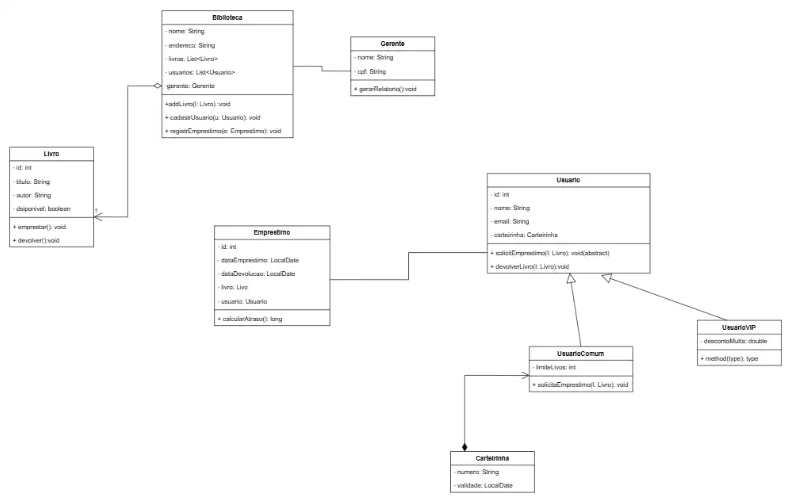 Biblioteca
- nome: String
- endereco: String
- livros: List<Livro>
- usuarios: List<Usuario>
-gerente: Gerente
+addLivro(l: Livro) :void
+ cadastrUsuario(u: Usuario): void
+ registrEmprestimo(e: Emprestimo): void
Gerente
- nome: String
- cpf: String
+ gerarRelatorio():void
Livro
- id: int
- titulo: String
- autor: String
- dsiponivel: boolean
+ emprestar(): void
+ devolver():void
1
Usuario
- id: int
- nome: String
- email: String
- carteirinha: Carteirinha
+ solicitEmprestimo(l: Livro): void(abstract)
+ devolverLivro(l: Livro):void
Emprestimo
- id: int
- dataEmprestimo: LocalDate
- dataDevolucao: LocalDate
- livro: Livo
- usuario: Usuario
+ calcularAtraso(): long
UsuarioVIP
- descontoMulta: double
+ method(type): type
UsuarioComum
- limiteLivos: int
+ solicitaEmprestimo(l: Livro): void
Carteirinha
- numero: String
- validade: LocalDate